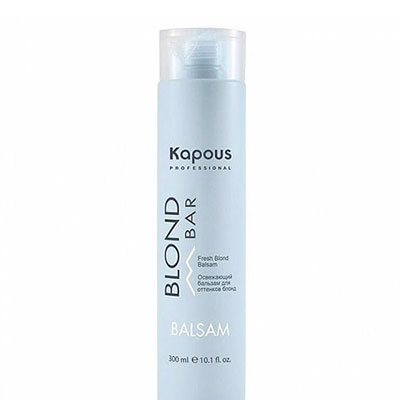 Kapous
PROFESSIONAL
BLOND
BAR
Fresh Blond
Balsam
Освежающий
бальзам для
оттенков блонд
BALSAM
300 ml ℮ 10.1 fl. oz.